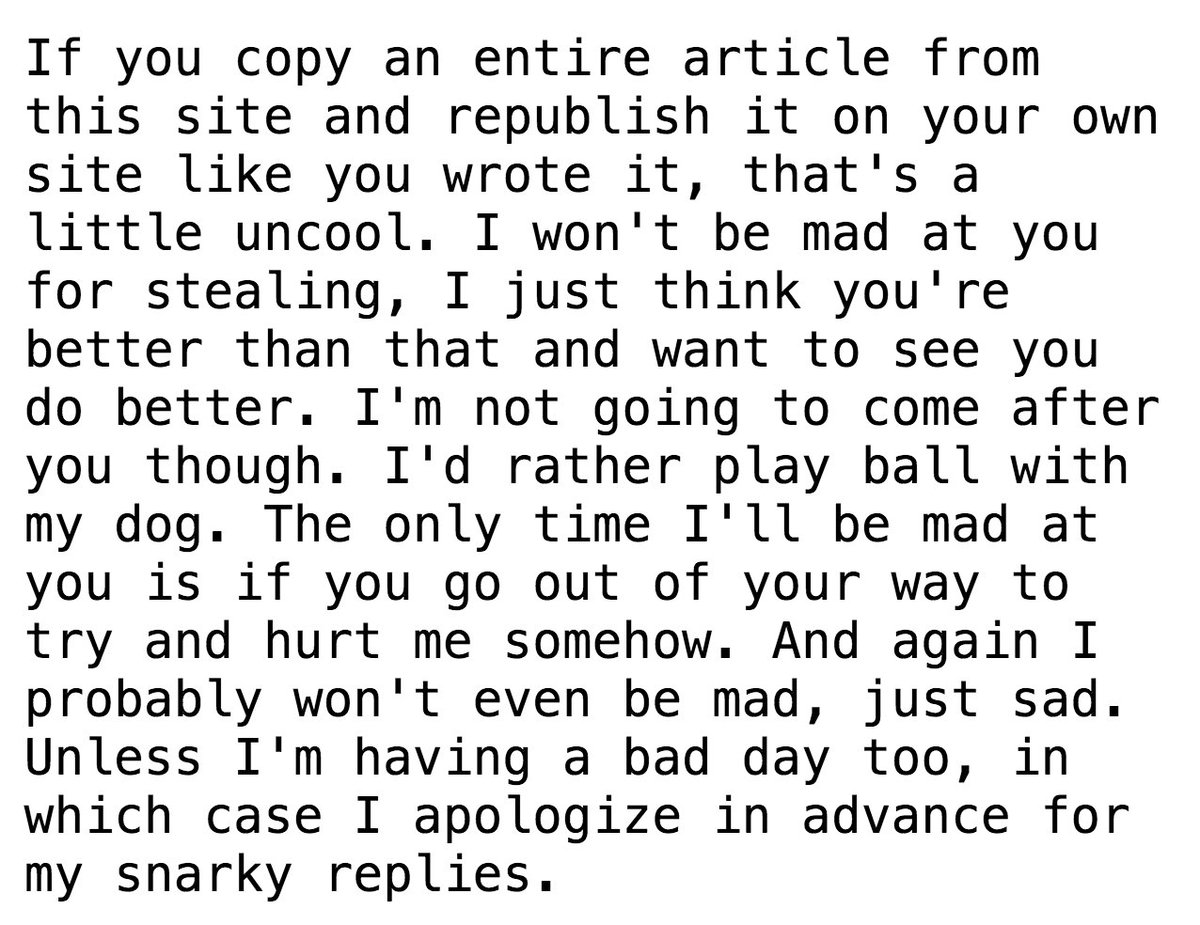 If you copy an entire article from
this site and republish it on your own
site like you wrote it, that's a
little uncool. I won't be mad at you
for stealing, I just think you're
better than that and want to see you
do better. I'm not going to come after
you though. I'd rather play ball with
my dog. The only time I'll be mad at
you is if you go out of your way to
try and hurt me somehow. And again I
probably won't even be mad, just sad.
Unless I'm having a bad day too, in
which case I apologize in advance for
my snarky replies.